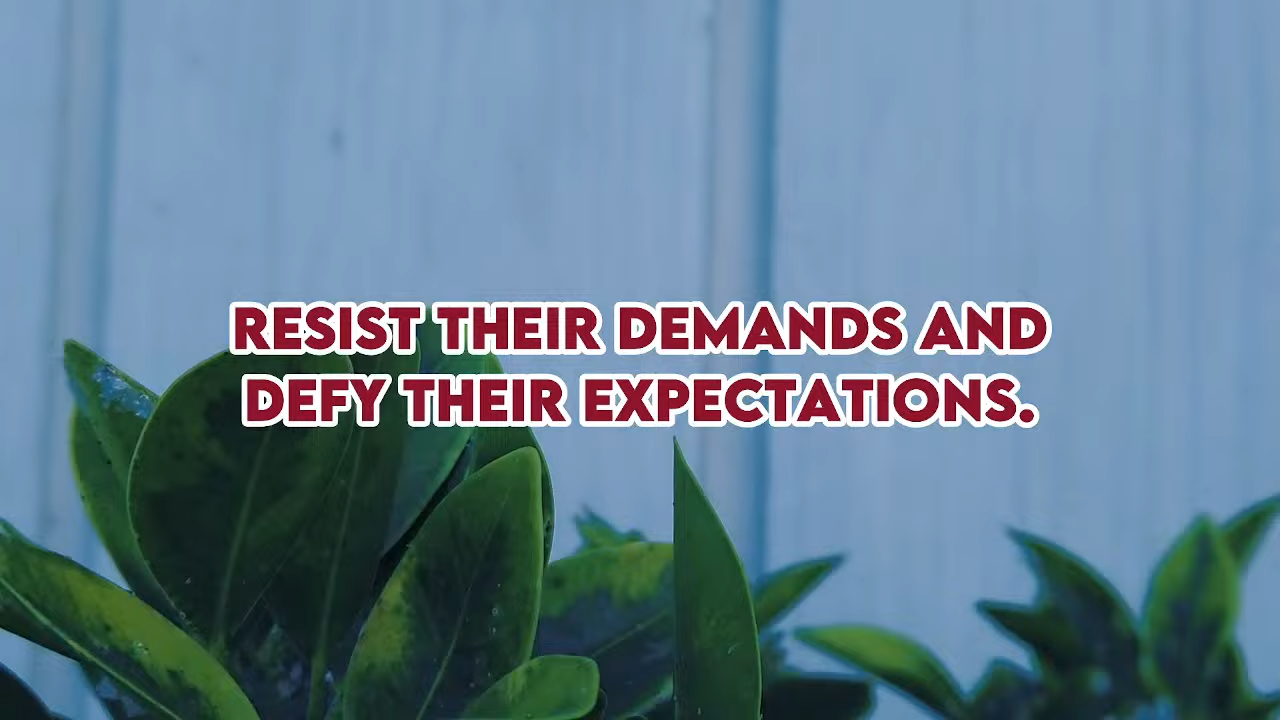 RESIST THEIR DEMANDS AND
DEFY THEIR EXPECTATIONS.